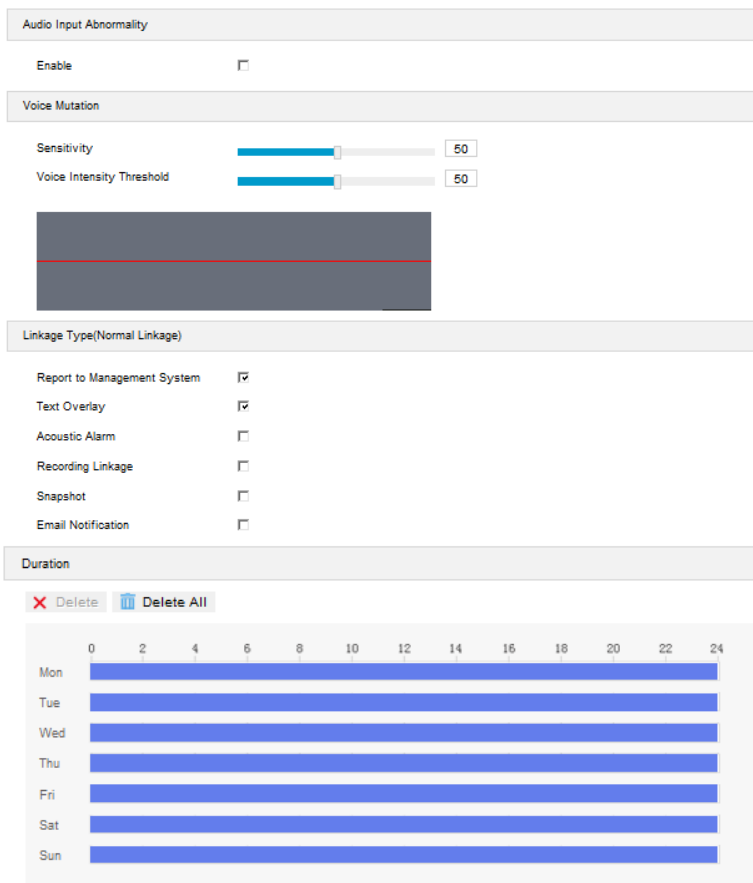 Audio Input Abnormality
Enable
Voice Mutation
Sensitivity 50
Voice Intensity Threshold 50
Linkage Type(Normal Linkage)
Report to Management System
Text Overlay
Acoustic Alarm
Recording Linkage
Snapshot
Email Notification
Duration
Delete Delete All
0 2 4 6 8 10 12 14 16 18 20 22 24
Mon
Tue
Wed
Thu
Fri
Sat
Sun